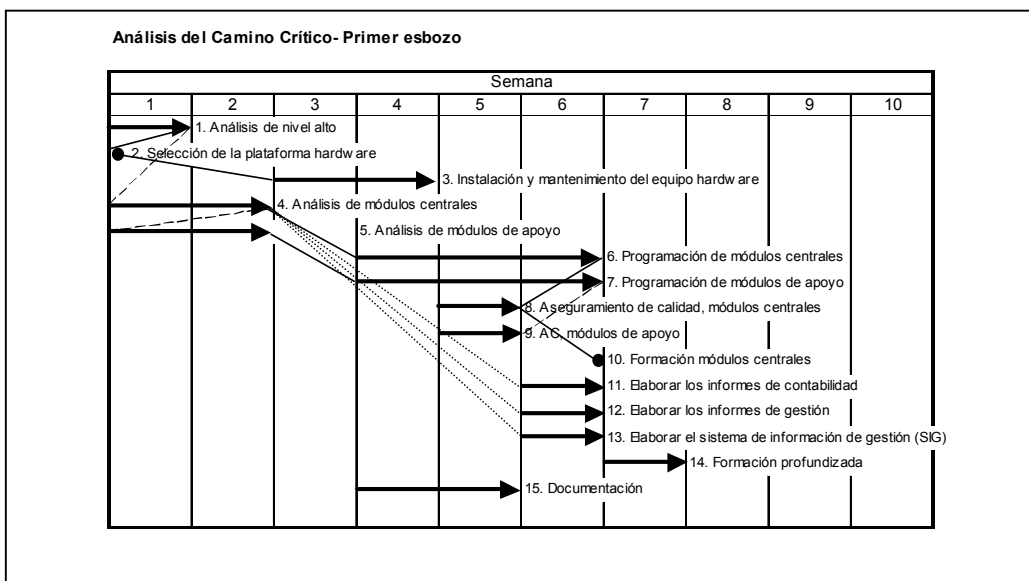 Análisis del Camino Crítico- Primer esbozo
Semana
1 2 3 4 5 6 7 8 9 10
1. Análisis de nivel alto
2. Selección de la plataforma hardware
3. Instalación y mantenimiento del equipo hardware
4. Análisis de módulos centrales
5. Análisis de módulos de apoyo
6. Programación de módulos centrales
7. Programación de módulos de apoyo
8. Aseguramiento de calidad, módulos centrales
9. AC, módulos de apoyo
10. Formación módulos centrales
11. Elaborar los informes de contabilidad
12. Elaborar los informes de gestión
13. Elaborar el sistema de información de gestión (SIG)
14. Formación profundizada
15. Documentación